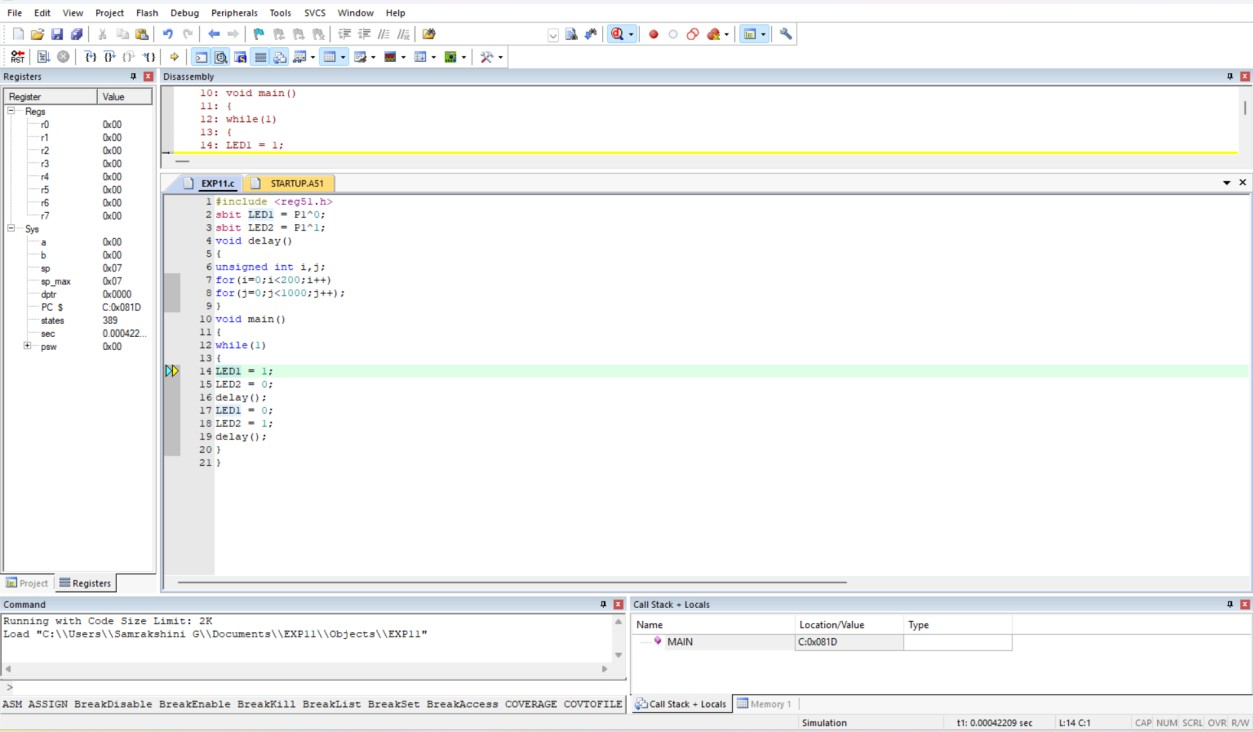 File Edit View Project Flash Debug Peripherals Tools SVCS Window Help
RST
Registers
Register Value
Regs
r0 0x00
r1 0x00
r2 0x00
r3 0x00
r4 0x00
r5 0x00
r6 0x00
r7 0x00
Sys
a 0x00
b 0x00
sp 0x07
sp_max 0x07
dptr 0x0000
PC $ C:0x081D
states 389
sec 0.000422...
psw 0x00
Project Registers
Disassembly
10: void main()
11: {
12: while(1)
13: {
14: LED1 = 1;
EXP11.c STARTUP.A51
1 #include <reg51.h>
2 sbit LED1 = P1^0;
3 sbit LED2 = P1^1;
4 void delay()
5 {
6 unsigned int i,j;
7 for(i=0;i<200;i++)
8 for(j=0;j<1000;j++);
9 }
10 void main()
11 {
12 while(1)
13 {
14 LED1 = 1;
15 LED2 = 0;
16 delay();
17 LED1 = 0;
18 LED2 = 1;
19 delay();
20 }
21 }
Command
Running with Code Size Limit: 2K
Load "C:\\Users\\Samrakshini G\\Documents\\EXP11\\Objects\\EXP11"
>
ASM ASSIGN BreakDisable BreakEnable BreakKill BreakList BreakSet BreakAccess COVERAGE COVTOFILE
Call Stack + Locals
Name Location/Value Type
MAIN C:0x081D
Call Stack + Locals Memory 1
Simulation t1: 0.00042209 sec L:14 C:1 CAP NUM SCRL OVR R/W